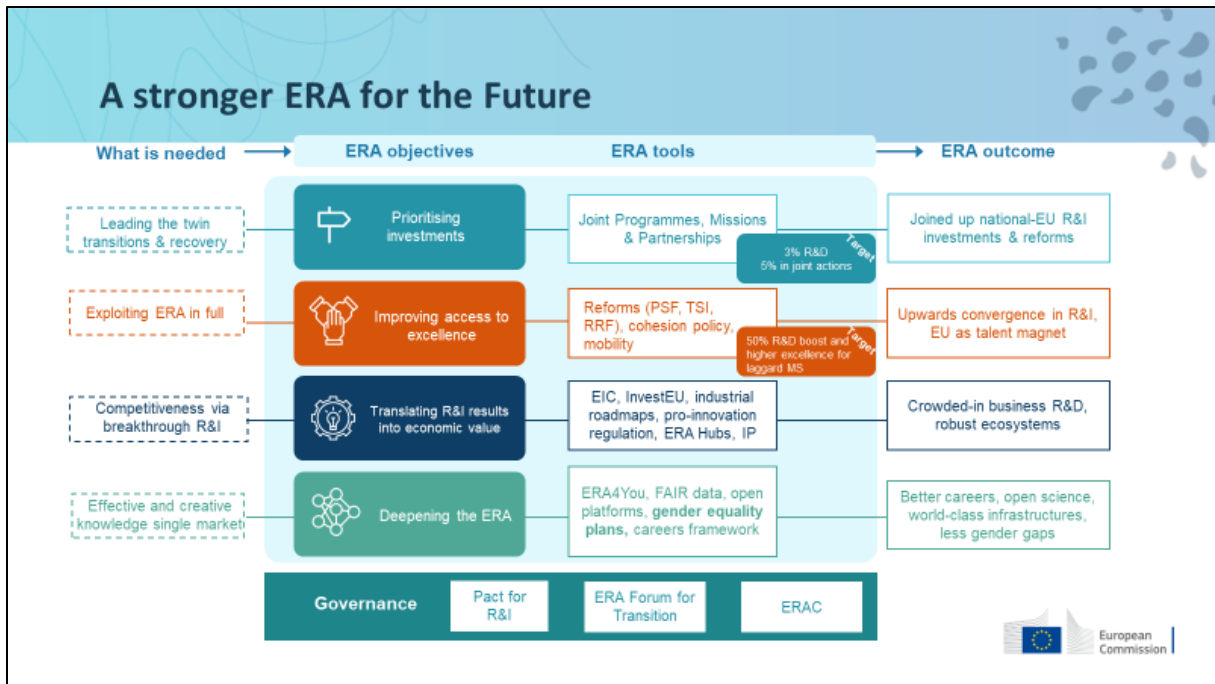 A stronger ERA for the Future
What is needed
ERA objectives
ERA tools
ERA outcome
Leading the twin
transitions & recovery
Prioritising
investments
Joint Programmes, Missions
& Partnerships
Target
3% R&D
5% in joint actions
Joined up national-EU R&I
investments & reforms
Exploiting ERA in full
Improving access to
excellence
Reforms (PSF, TSI,
RRF), cohesion policy,
mobility
Target
50% R&D boost and
higher excellence for
laggard MS
Upwards convergence in R&I,
EU as talent magnet
Competitiveness via
breakthrough R&I
Translating R&I results
into economic value
EIC, InvestEU, industrial
roadmaps, pro-innovation
regulation, ERA Hubs, IP
Crowded-in business R&D,
robust ecosystems
Effective and creative
knowledge single market
Deepening the ERA
ERA4You, FAIR data, open
platforms, gender equality
plans, careers framework
Better careers, open science,
world-class infrastructures,
less gender gaps
Governance
Pact for
R&I
ERA Forum for
Transition
ERAC
European
Commission